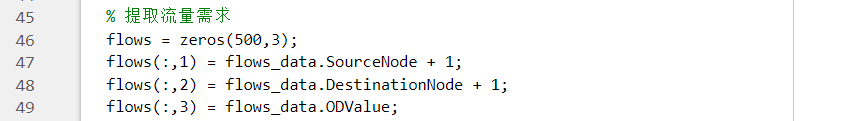 45 % 提取流量需求
46 flows = zeros(500,3);
47 flows(:,1) = flows_data.SourceNode + 1;
48 flows(:,2) = flows_data.DestinationNode + 1;
49 flows(:,3) = flows_data.ODValue;